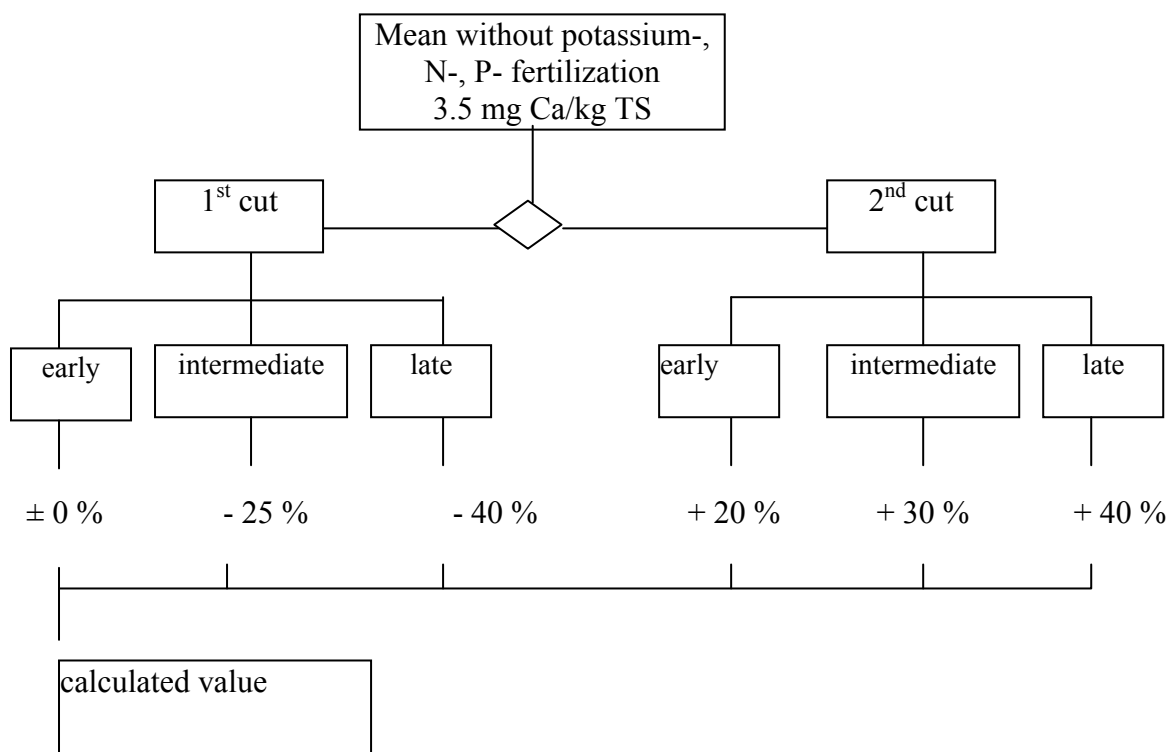 Mean without potassium-,
N-, P- fertilization
3.5 mg Ca/kg TS
1st cut
2nd cut
early
intermediate
late
early
intermediate
late
± 0 %
- 25 %
- 40 %
+ 20 %
+ 30 %
+ 40 %
calculated value